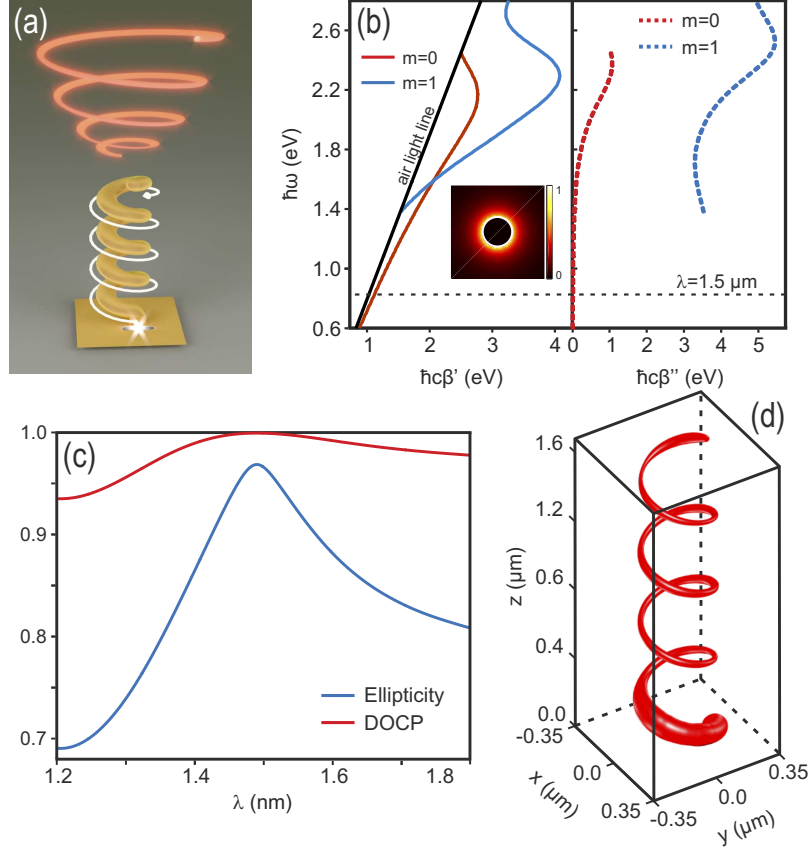 (a)
(b)
m=0
m=1
air light line
ħω (eV)
2.6
2.2
1.8
1.4
1.0
0.6
1
2
3
4
ħcβ' (eV)
1
0
m=0
m=1
λ=1.5 µm
0
1
2
3
4
5
ħcβ'' (eV)
(c)
1.0
0.9
0.8
0.7
Ellipticity
DOCP
1.2
1.4
1.6
1.8
λ (nm)
(d)
1.6
1.2
0.6
0.4
0.0
z (µm)
-0.35
0.0
0.35
x (µm)
-0.35
0.0
0.35
y (µm)